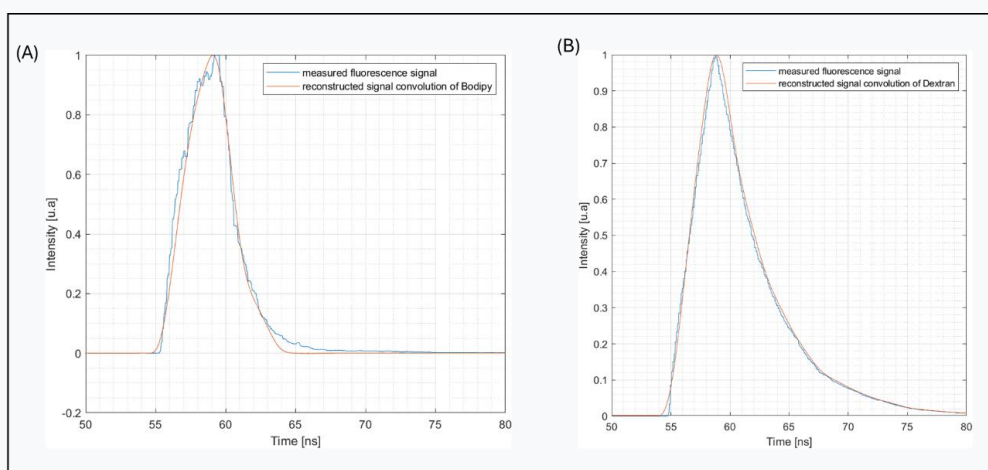 (A)
measured fluorescence signal
reconstructed signal convolution of Bodipy
Intensity [u.a]
1
0.8
0.6
0.4
0.2
0
-0.2
50 55 60 65 70 75 80
Time [ns]
(B)
measured fluorescence signal
reconstructed signal convolution of Dextran
Intensity [u.a]
1
0.9
0.8
0.7
0.6
0.5
0.4
0.3
0.2
0.1
0
50 55 60 65 70 75 80
Time [ns]